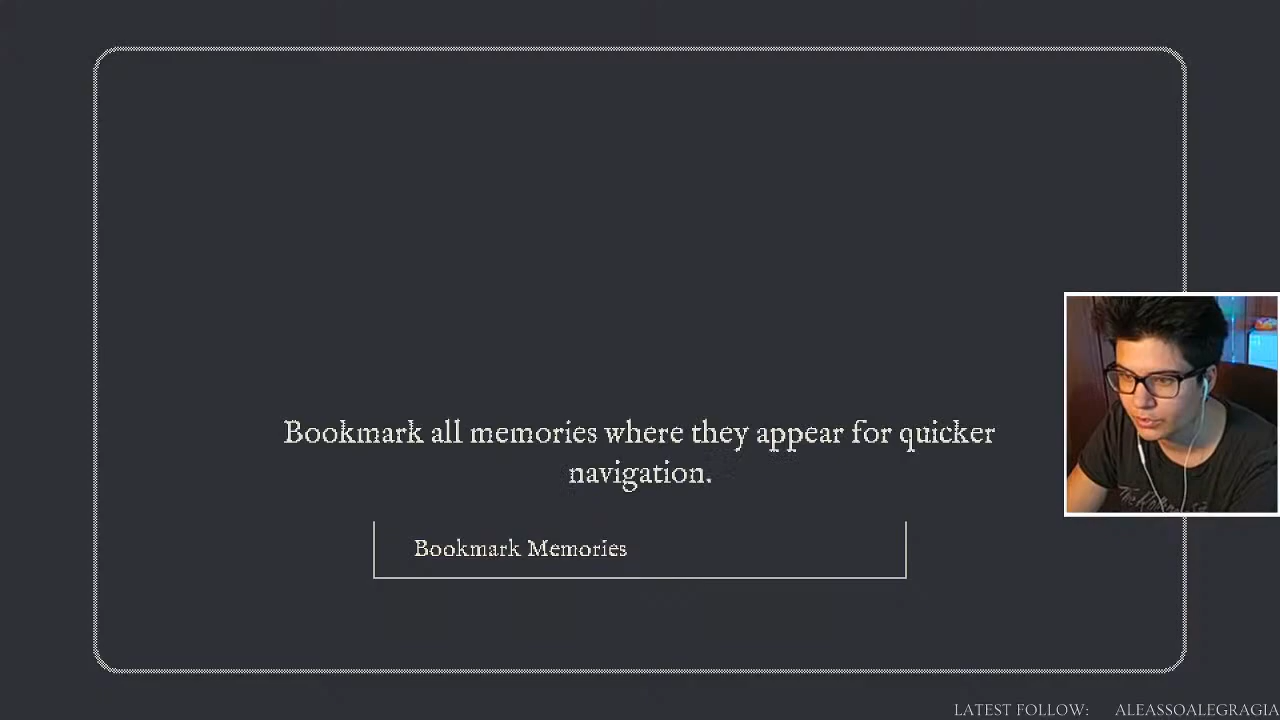 Bookmark all memories where they appear for quicker
navigation.
Bookmark Memories
LATEST FOLLOW: ALEASSOALEGRAGIA